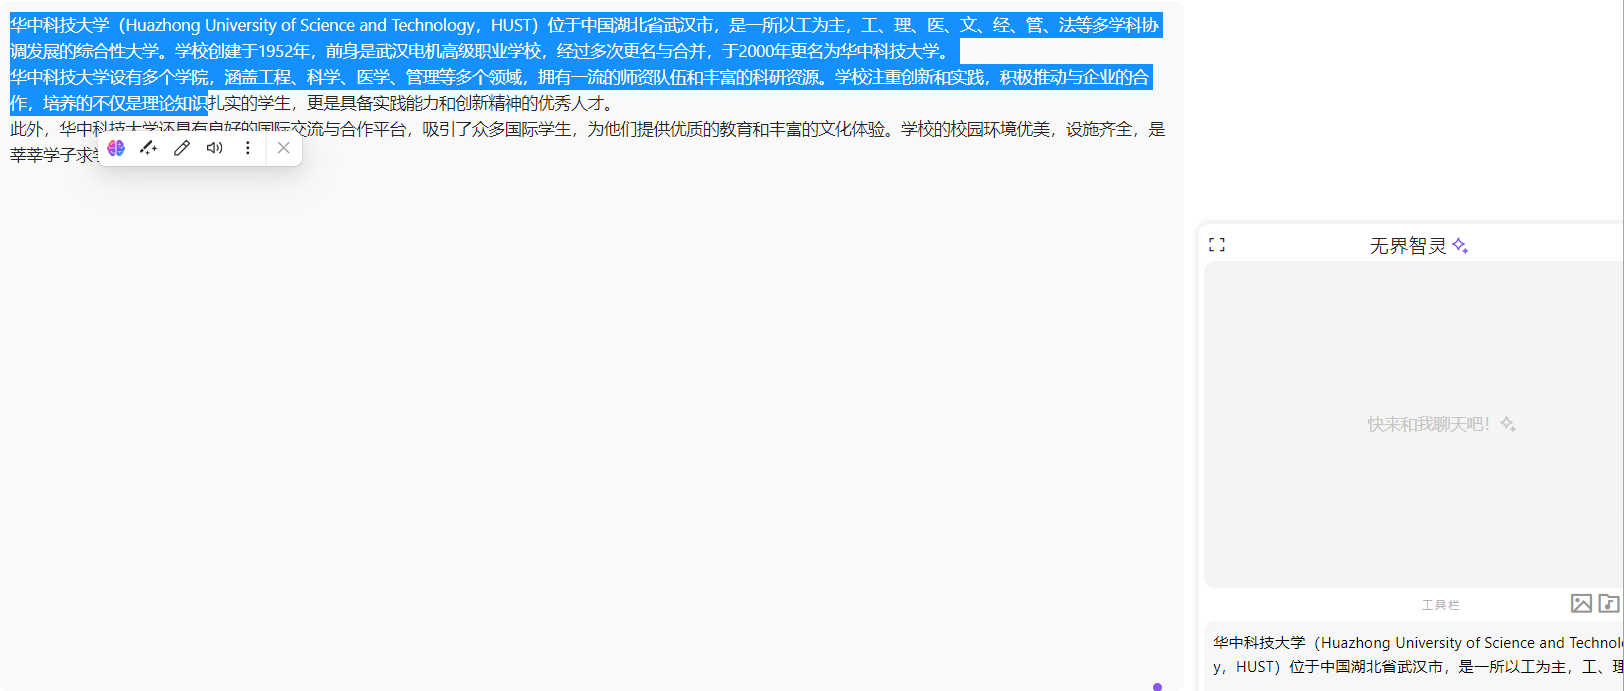 华中科技大学（Huazhong University of Science and Technology，HUST）位于中国湖北省武汉市，是一所以工为主，工、理、医、文、经、管、法等多学科协
调发展的综合性大学。学校创建于1952年，前身是武汉电机高级职业学校，经过多次更名与合并，于2000年更名为华中科技大学。
华中科技大学设有多个学院，涵盖工程、科学、医学、管理等多个领域，拥有一流的师资队伍和丰富的科研资源。学校注重创新和实践，积极推动与企业的合
作，培养的不仅是理论知识扎实的学生，更是具备实践能力和创新精神的优秀人才。
此外，华中科技大学还具有良好的国际交流与合作平台，吸引了众多国际学生，为他们提供优质的教育和丰富的文化体验。学校的校园环境优美，设施齐全，是
莘莘学子求学
无界智灵
快来和我聊天吧！
工具栏
华中科技大学（Huazhong University of Science and Technolo
y，HUST）位于中国湖北省武汉市，是一所以工为主，工、理